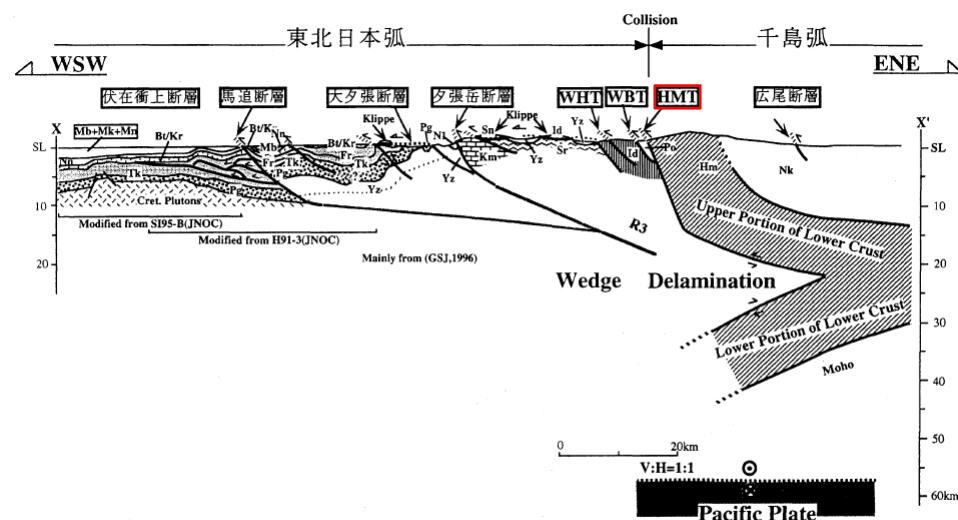 Collision
東北日本弧
千島弧
WSW
ENE
伏在衝上断層
馬追断層
大夕張断層
夕張岳断層
WHT
WBT
HMT
広尾断層
X
Mb+Mk+Mn
Bt/Kr
Bt/Kr
Nn
Mb
Bt/Kr
Klippe
Pg
N1
Sn
Klippe
Id
Yz
X'
SL
Np
Tk
Fr
Tk
Pg
Fr
Tk
Yz
Km
Yz
Yz
Sr
Id
Po
Hm
Nk
SL
Pg
Cret. Plutons
10
Modified from SI95-B(JNOC)
Modified from H91-3(JNOC)
R3
Upper Portion of Lower Crust
10
20
Mainly from (GSJ,1996)
Wedge Delamination
20
Lower Portion of Lower Crust
30
Moho
40
0
20km
V:H=1:1
50
60km
Pacific Plate